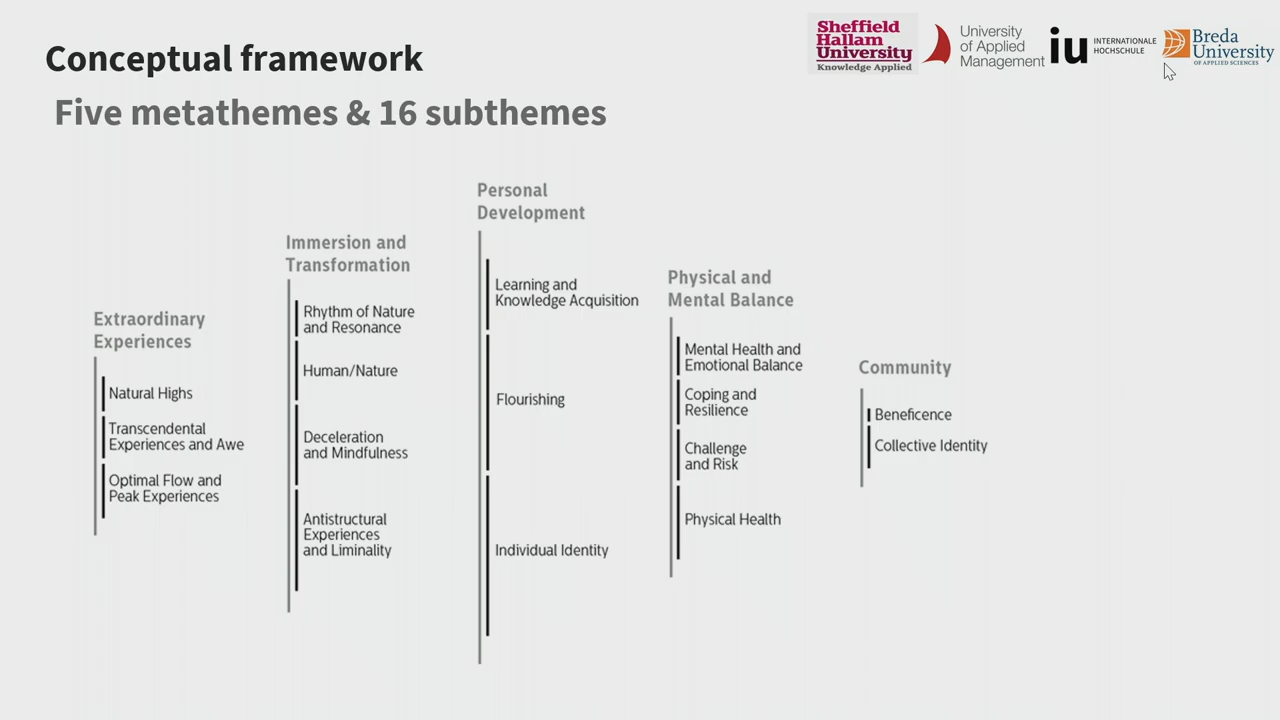 Conceptual framework
Five metathemes & 16 subthemes
Sheffield
Hallam
University
Knowledge Applied
University
of Applied
Management
iu
INTERNATIONALE
HOCHSCHULE
Breda
University
OF APPLIED SCIENCES
Extraordinary
Experiences
Natural Highs
Transcendental
Experiences and Awe
Optimal Flow and
Peak Experiences
Immersion and
Transformation
Rhythm of Nature
and Resonance
Human/Nature
Deceleration
and Mindfulness
Antistructural
Experiences
and Liminality
Personal
Development
Learning and
Knowledge Acquisition
Flourishing
Individual Identity
Physical and
Mental Balance
Mental Health and
Emotional Balance
Coping and
Resilience
Challenge
and Risk
Physical Health
Community
Beneficence
Collective Identity